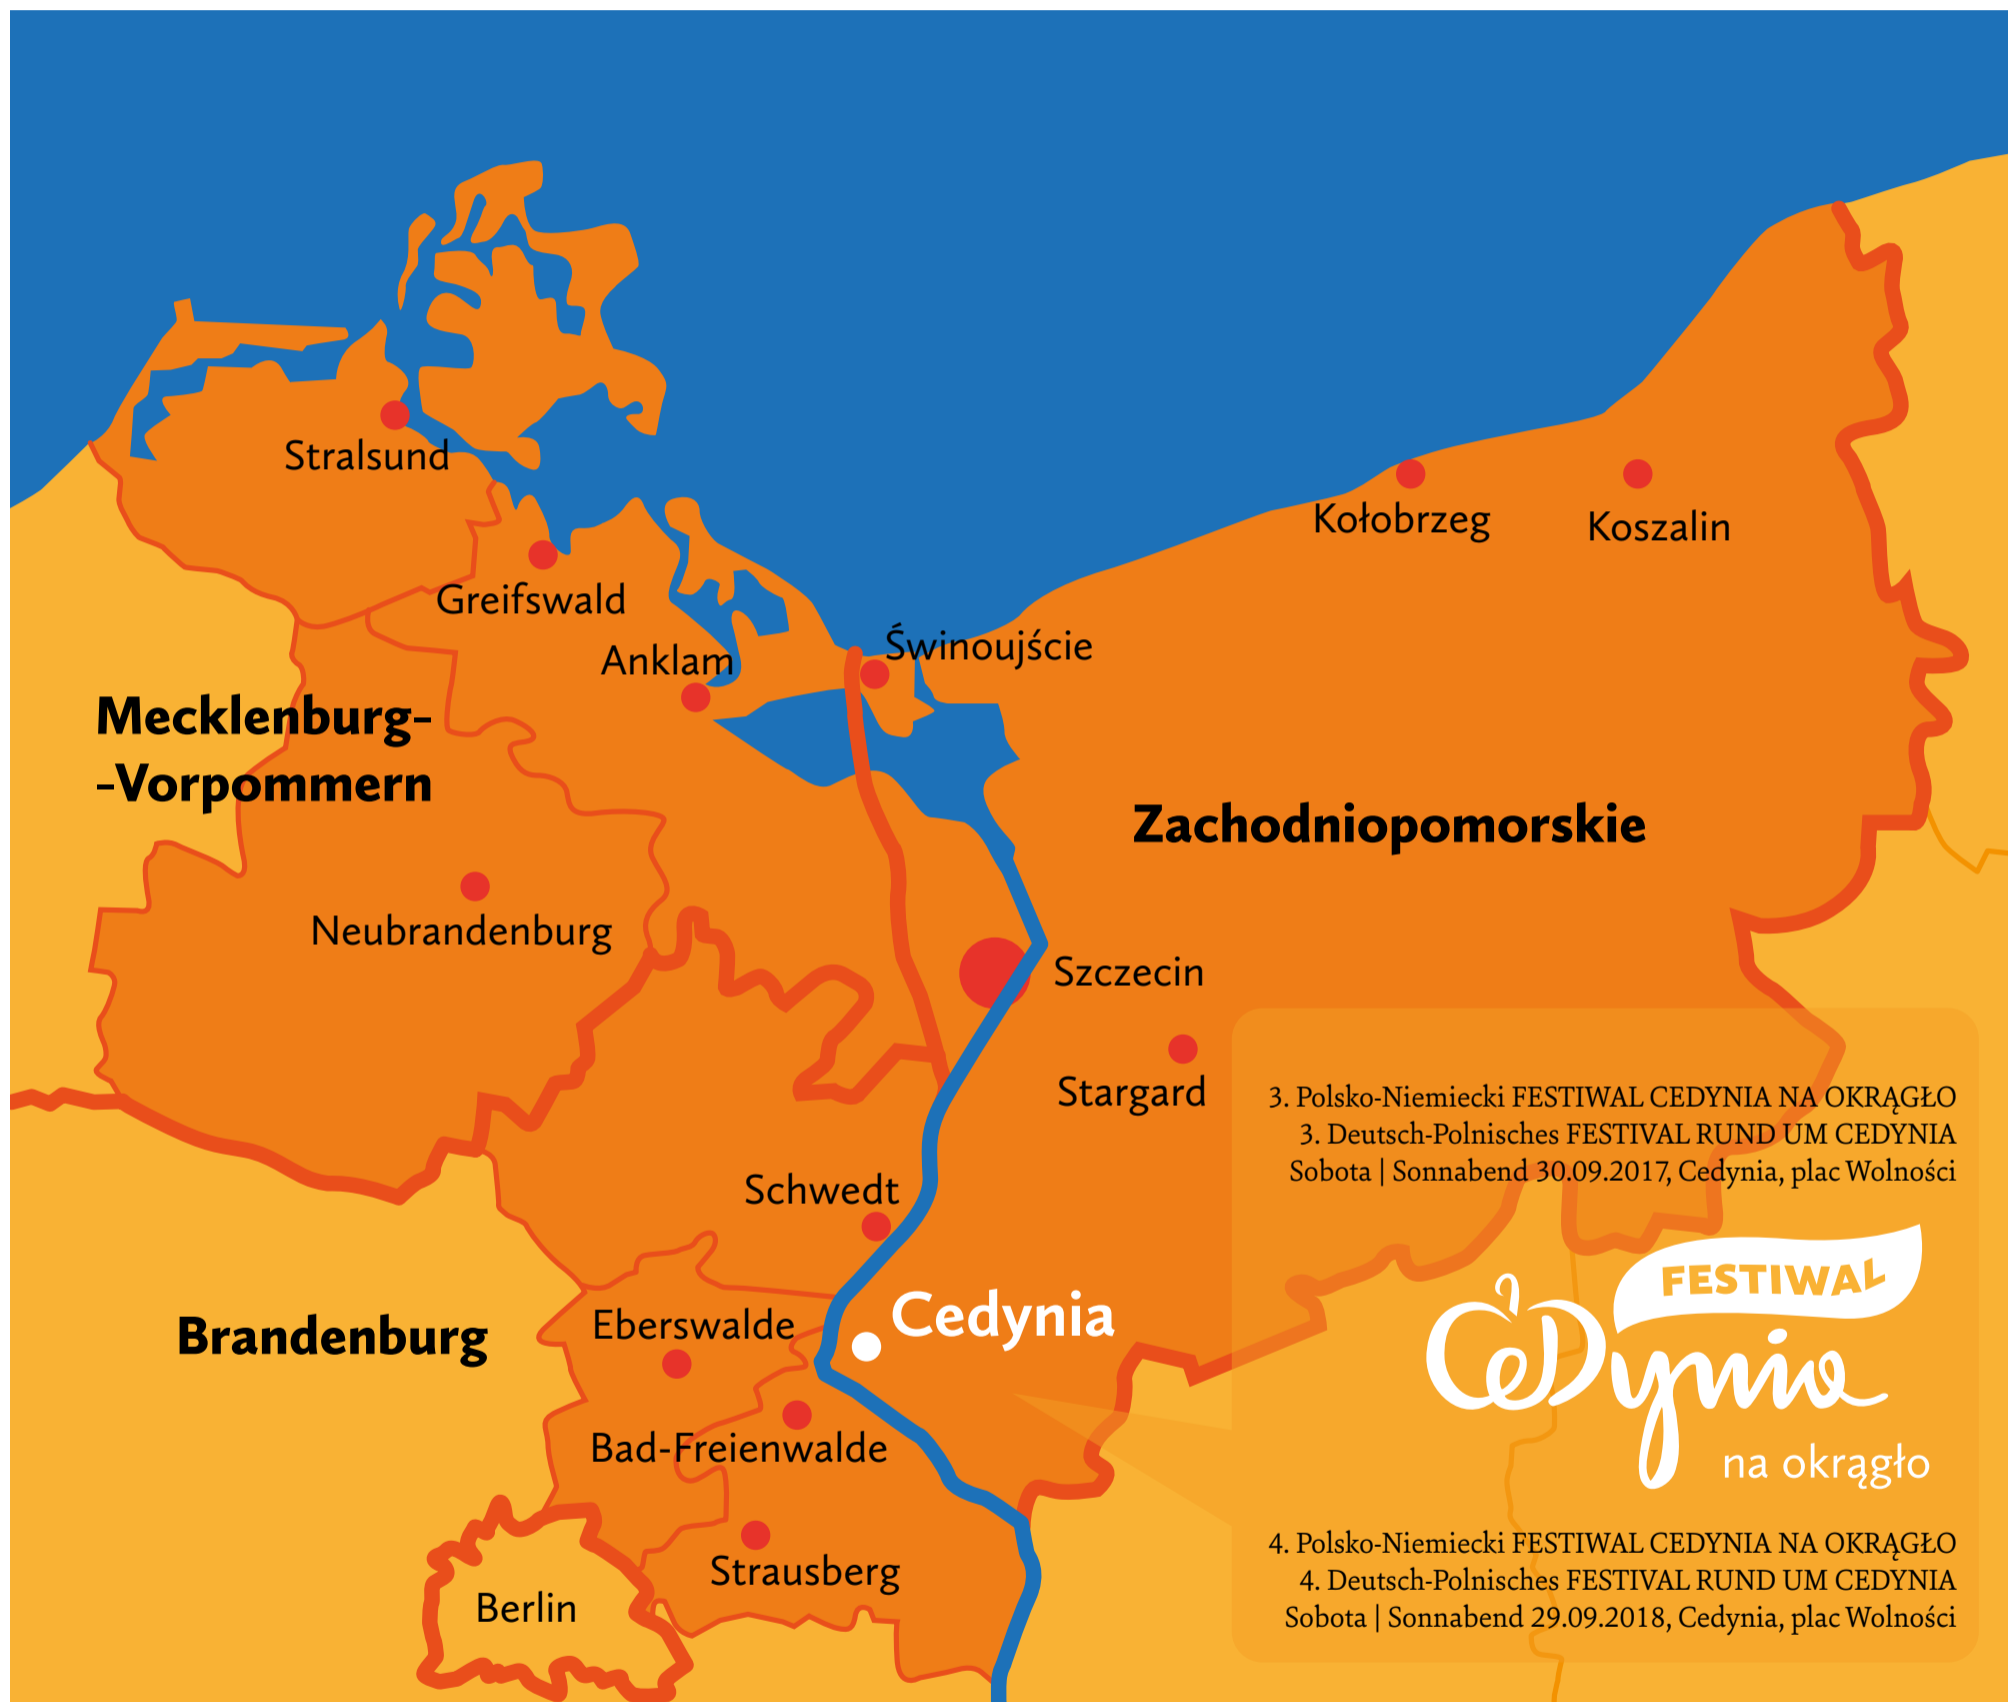 Stralsund
Kołobrzeg
Koszalin
Greifswald
Świnoujście
Anklam
Mecklenburg-
-Vorpommern
Zachodniopomorskie
Neubrandenburg
Szczecin
Stargard
3. Polsko-Niemiecki FESTIWAL CEDYNIA NA OKRĄGŁO
3. Deutsch-Polnisches FESTIVAL RUND UM CEDYNIA
Sobota | Sonnabend 30.09.2017, Cedynia, plac Wolności
Schwedt
Cedynia
Eberswalde
Brandenburg
FESTIWAL
CeDynia
na okrągło
Bad-Freienwalde
Strausberg
Berlin
4. Polsko-Niemiecki FESTIWAL CEDYNIA NA OKRĄGŁO
4. Deutsch-Polnisches FESTIVAL RUND UM CEDYNIA
Sobota | Sonnabend 29.09.2018, Cedynia, plac Wolności